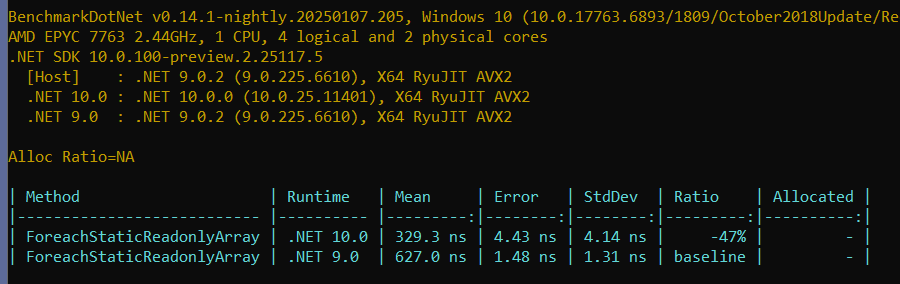 BenchmarkDotNet v0.14.1-nightly.20250107.205, Windows 10 (10.0.17763.6893/1809/October2018Update/Re
AMD EPYC 7763 2.44GHz, 1 CPU, 4 logical and 2 physical cores
.NET SDK 10.0.100-preview.2.25117.5
  [Host]    : .NET 9.0.2 (9.0.225.6610), X64 RyuJIT AVX2
  .NET 10.0 : .NET 10.0.0 (10.0.25.11401), X64 RyuJIT AVX2
  .NET 9.0  : .NET 9.0.2 (9.0.225.6610), X64 RyuJIT AVX2
Alloc Ratio=NA
| Method                     | Runtime   | Mean     | Error   | StdDev  | Ratio    | Allocated |
|--------------------------- |---------- |---------:|--------:|--------:|---------:|----------:|
| ForeachStaticReadonlyArray | .NET 10.0 | 329.3 ns | 4.43 ns | 4.14 ns |     -47% |         - |
| ForeachStaticReadonlyArray | .NET 9.0  | 627.0 ns | 1.48 ns | 1.31 ns | baseline |         - |